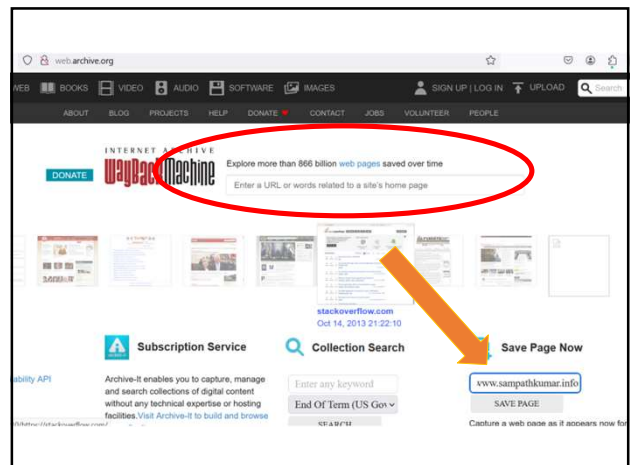 web.archive.org
WEB BOOKS VIDEO AUDIO SOFTWARE IMAGES SIGN UP | LOG IN UPLOAD Search
ABOUT BLOG PROJECTS HELP DONATE CONTACT JOBS VOLUNTEER PEOPLE
INTERNET ARCHIVE
DONATE WayBackMachine
Explore more than 866 billion web pages saved over time
Enter a URL or words related to a site's home page
stackoverflow.com
Oct 14, 2013 21:22:10
Subscription Service
Collection Search
Save Page Now
ability API
Archive-It enables you to capture, manage
and search collections of digital content
without any technical expertise or hosting
facilities. Visit Archive-It to build and browse
Enter any keyword
End Of Term (US Gov
SEARCH
www.sampathkumar.info
SAVE PAGE
Capture a web page as it appears now for
0/https://stackoverflow.com/